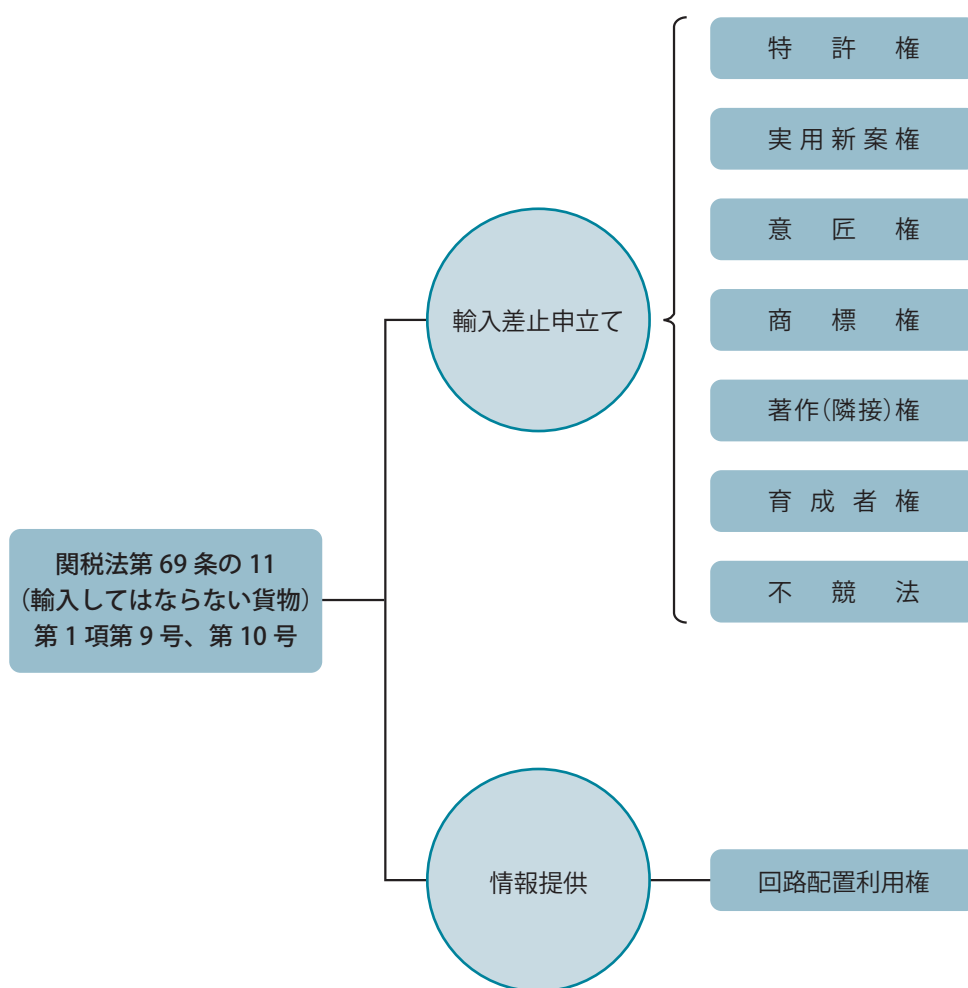 関税法第 69 条の 11
（輸入してはならない貨物）
第 1 項第 9 号、第 10 号
輸入差止申立て
特許権
実用新案権
意匠権
商標権
著作（隣接）権
育成者権
不競法
情報提供
回路配置利用権